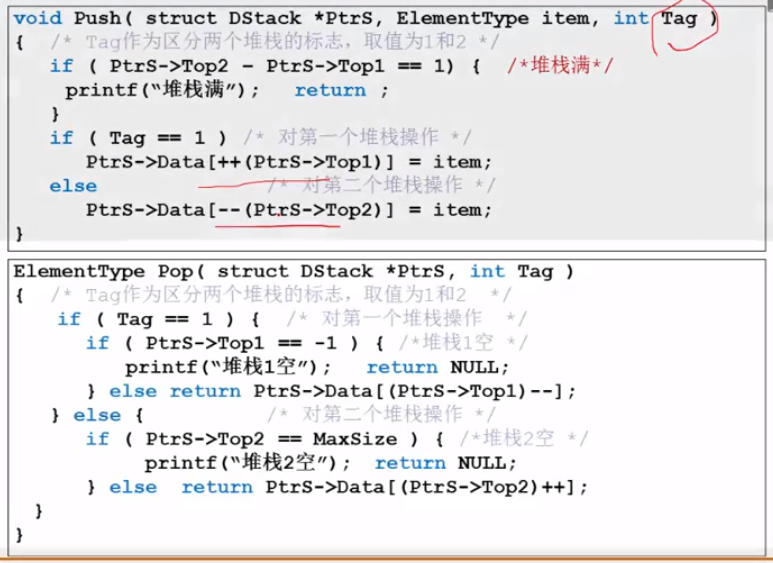 void Push( struct DStack *PtrS, ElementType item, int Tag )
{ /* Tag作为区分两个堆栈的标志，取值为1和2 */
if ( PtrS->Top2 – PtrS->Top1 == 1) { /*堆栈满*/
printf(“堆栈满”); return ;
}
if ( Tag == 1 ) /* 对第一个堆栈操作 */
PtrS->Data[++(PtrS->Top1)] = item;
else /* 对第二个堆栈操作 */
PtrS->Data[--(PtrS->Top2)] = item;
}
ElementType Pop( struct DStack *PtrS, int Tag )
{ /* Tag作为区分两个堆栈的标志，取值为1和2 */
if ( Tag == 1 ) { /* 对第一个堆栈操作 */
if ( PtrS->Top1 == -1 ) { /*堆栈1空 */
printf(“堆栈1空”); return NULL;
} else return PtrS->Data[(PtrS->Top1)--];
} else { /* 对第二个堆栈操作 */
if ( PtrS->Top2 == MaxSize ) { /*堆栈2空 */
printf(“堆栈2空”); return NULL;
} else return PtrS->Data[(PtrS->Top2)++];
}
}